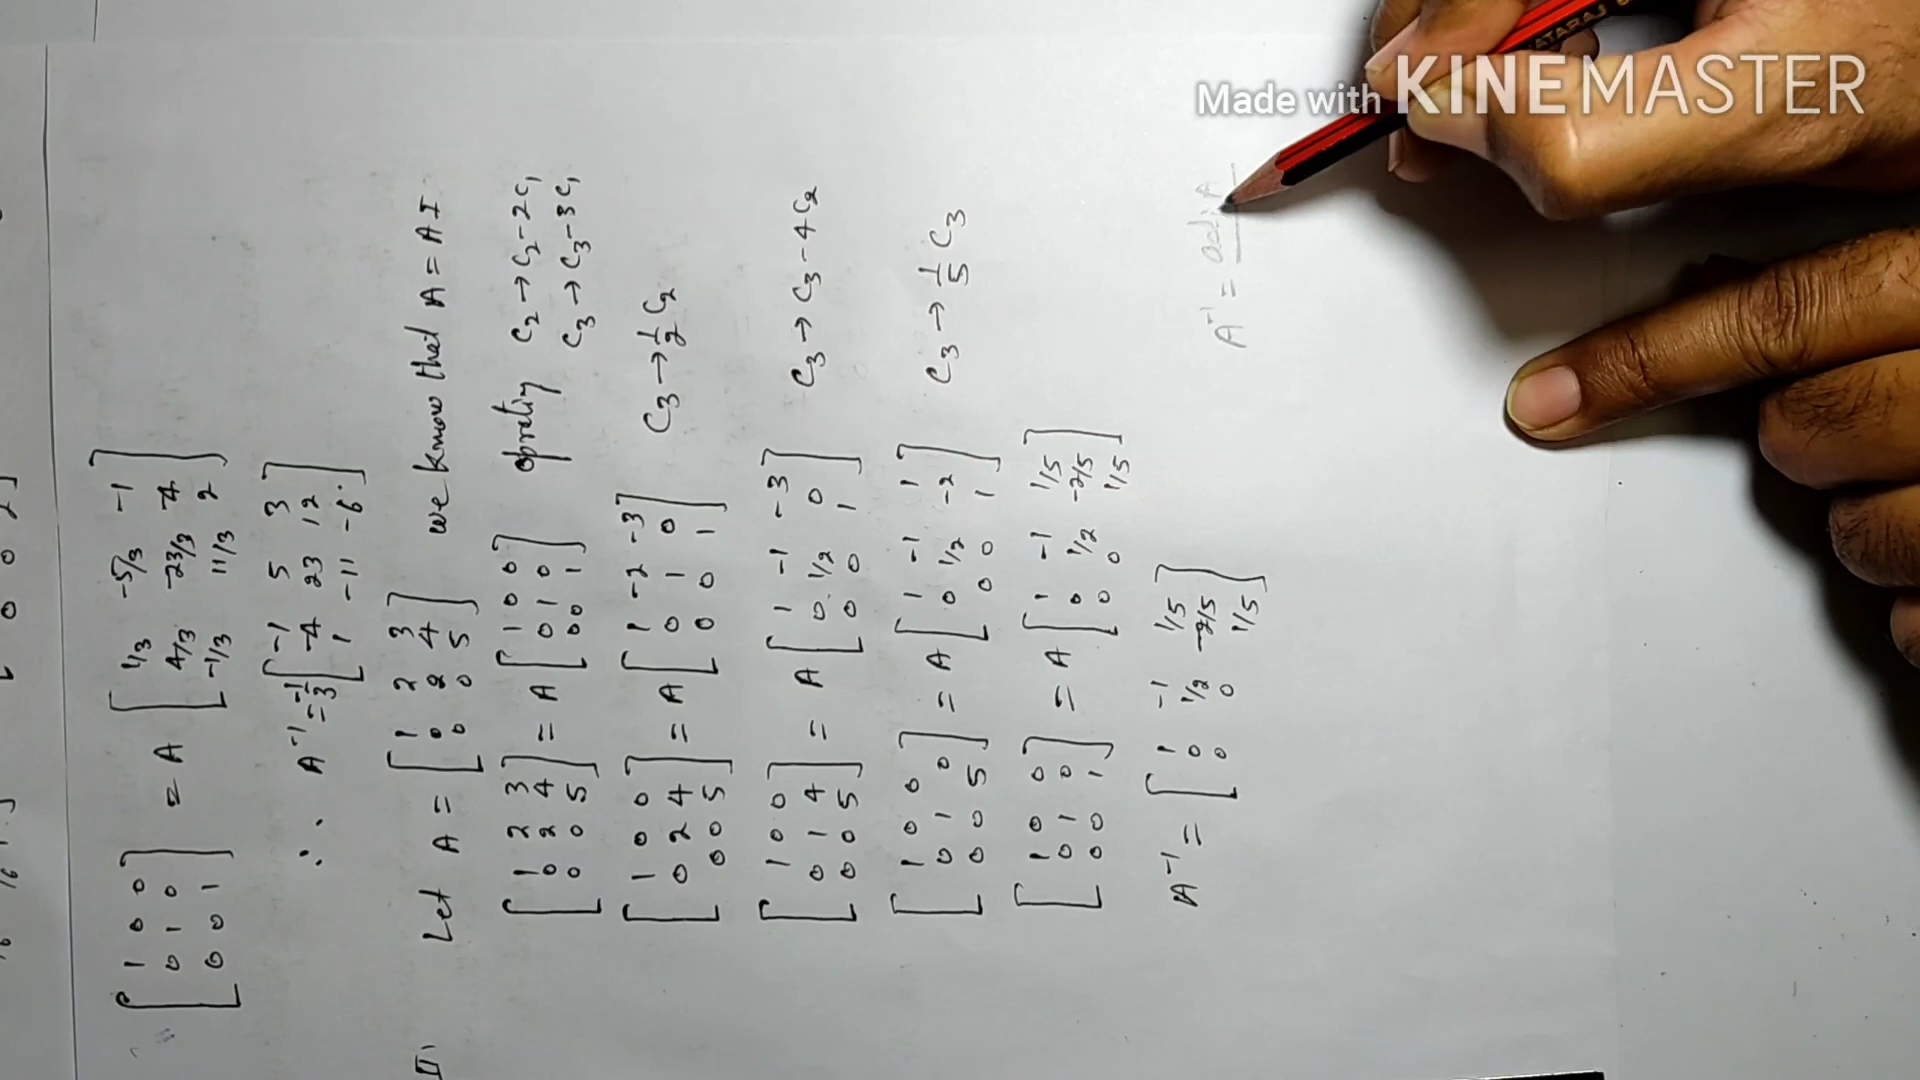 [1 0 0
0 1 0
0 0 1] = A [1/3 -5/3 -1
4/3 -23/3 -4
-1/3 11/3 2]
∴ A⁻¹ = -1/3 [-1 5 3
-4 23 12
1 -11 -6]
II) Let A = [1 2 3
0 2 4
0 0 5] we know that A = AI
[1 2 3
0 2 4
0 0 5] = A [1 0 0
0 1 0
0 0 1] opretiy C₂ → C₂ - 2C₁
C₃ → C₃ - 3C₁
[1 0 0
0 2 4
0 0 5] = A [1 -2 -3
0 1 0
0 0 1] C₃ → 1/2 C₂
[1 0 0
0 1 4
0 0 5] = A [1 -1 -3
0 1/2 0
0 0 1] C₃ → C₃ - 4C₂
[1 0 0
0 1 0
0 0 5] = A [1 -1 1
0 1/2 -2
0 0 1] C₃ → 1/5 C₃
[1 0 0
0 1 0
0 0 1] = A [1 -1 1/5
0 1/2 -2/5
0 0 1/5]
A⁻¹ = [1 -1 1/5
0 1/2 -2/5
0 0 1/5] A⁻¹ = adj A
Made with KINEMASTER